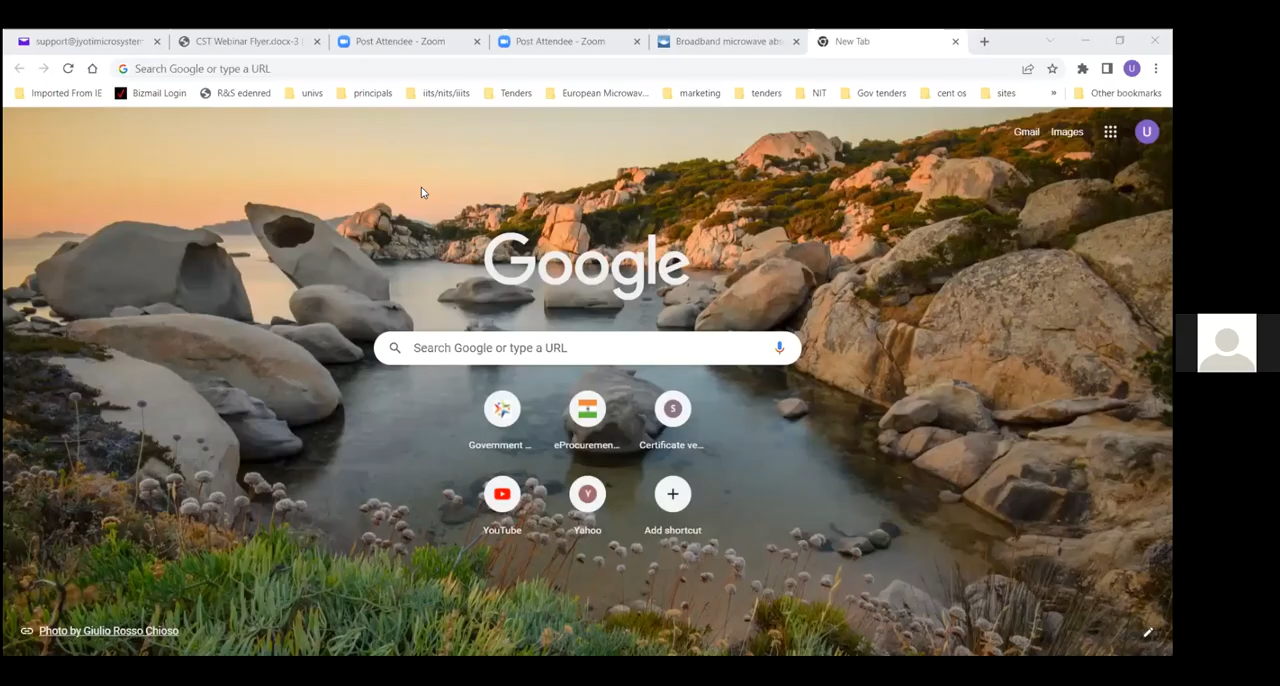 support@jyotimicrosystem
CST Webinar Flyer.docx-3
Post Attendee - Zoom
Post Attendee - Zoom
Broadband microwave abs
New Tab
Search Google or type a URL
U
Imported From IE
Bizmail Login
R&S edenred
univs
principals
iits/nits/iiits
Tenders
European Microwav...
marketing
tenders
NIT
Gov tenders
cent os
sites
»
Other bookmarks
Gmail
Images
U
Google
Search Google or type a URL
S
Government ...
eProcuremen...
Certificate ve...
Y
YouTube
Yahoo
Add shortcut
Photo by Giulio Rosso Chioso